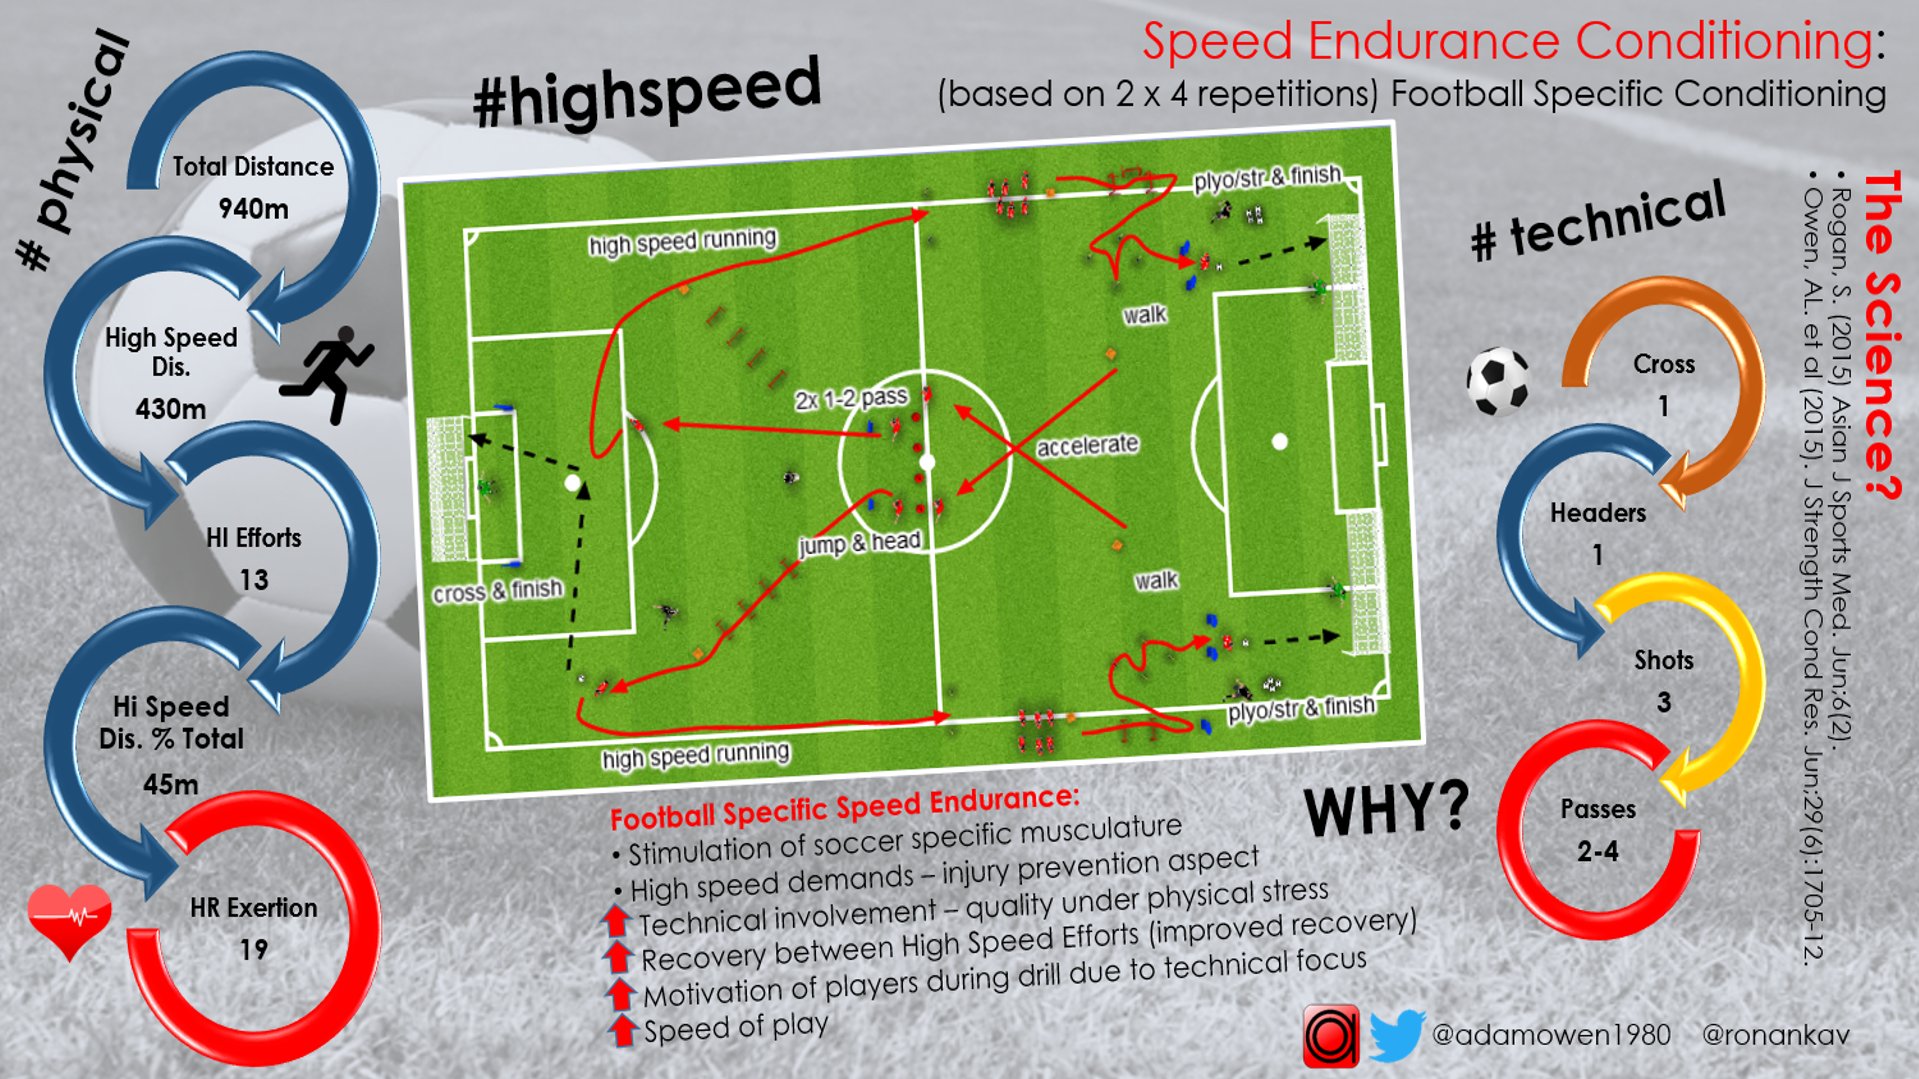 Speed Endurance Conditioning:
(based on 2 x 4 repetitions) Football Specific Conditioning
# physical
Total Distance
940m
High Speed
Dis.
430m
HI Efforts
13
Hi Speed
Dis. % Total
45m
HR Exertion
19
#highspeed
plyo/str & finish
high speed running
walk
2x 1-2 pass
accelerate
jump & head
cross & finish
walk
plyo/str & finish
high speed running
# technical
Cross
1
Headers
1
Shots
3
Passes
2-4
The Science?
• Rogan, S. (2015) Asian J Sports Med. Jun;6(2).
• Owen, AL. et al (2015). J Strength Cond Res. Jun;29(6):1705-12.
WHY?
Football Specific Speed Endurance:
• Stimulation of soccer specific musculature
• High speed demands – injury prevention aspect
Technical involvement – quality under physical stress
Recovery between High Speed Efforts (improved recovery)
Motivation of players during drill due to technical focus
Speed of play
@adamowen1980 @ronankav